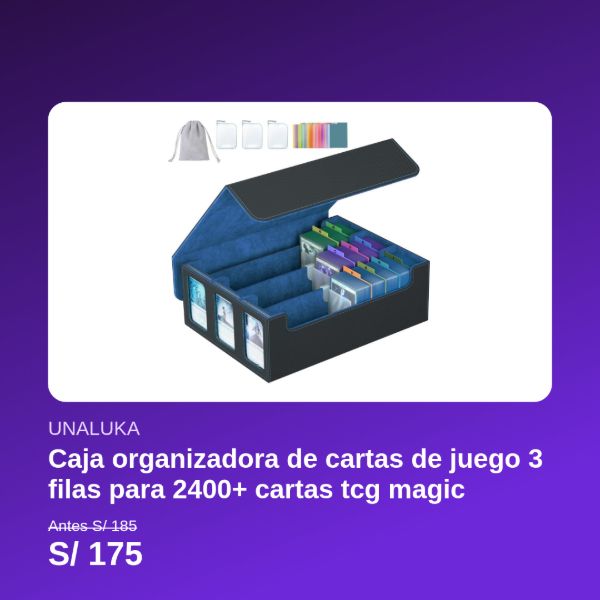 UNALUKA
Caja organizadora de cartas de juego 3
filas para 2400+ cartas tcg magic
Antes S/ 185
S/ 175